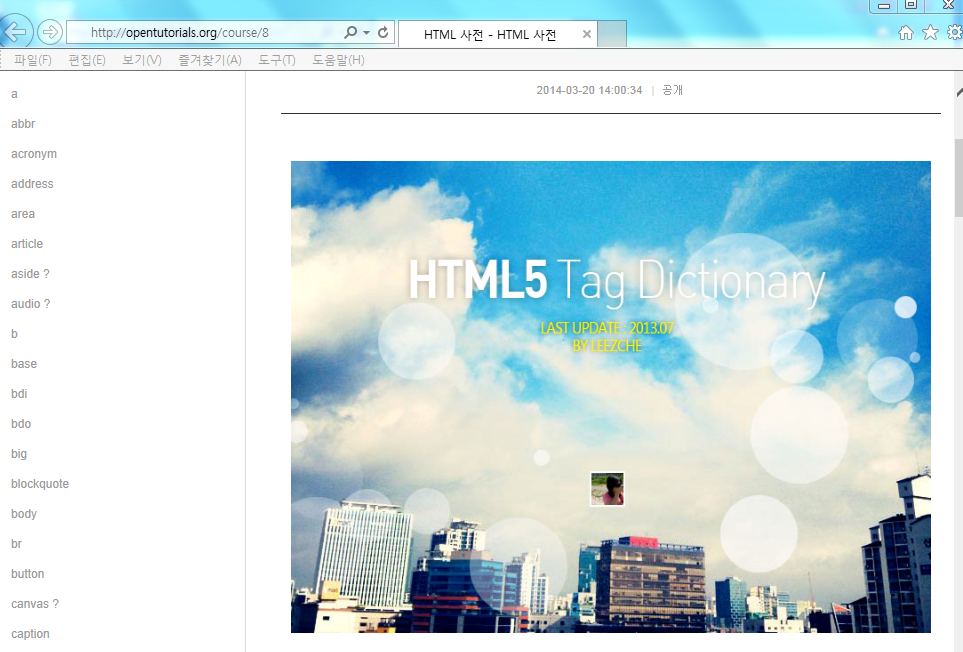 http://opentutorials.org/course/8
HTML 사전 - HTML 사전
파일(F) 편집(E) 보기(V) 즐겨찾기(A) 도구(T) 도움말(H)
2014-03-20 14:00:34 | 공개
a
abbr
acronym
address
area
article
aside ?
audio ?
b
base
bdi
bdo
big
blockquote
body
br
button
canvas ?
caption
HTML5 Tag Dictionary
LAST UPDATE : 2013.07
BY LEEZCHE